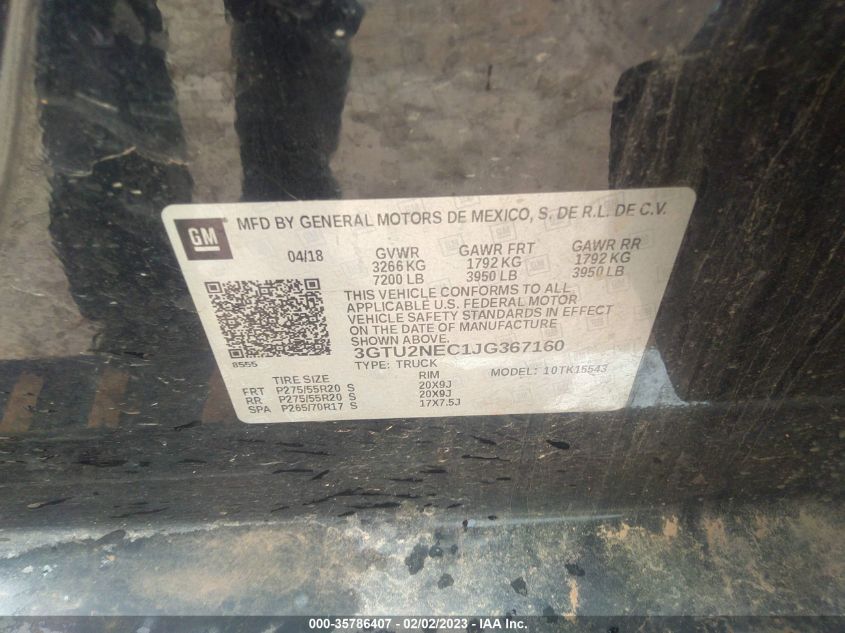 GM
MFD BY GENERAL MOTORS DE MEXICO, S. DE R.L. DE C.V.
04/18 GVWR GAWR FRT GAWR RR
3266 KG 1792 KG 1792 KG
7200 LB 3950 LB 3950 LB
THIS VEHICLE CONFORMS TO ALL
APPLICABLE U.S. FEDERAL MOTOR
VEHICLE SAFETY STANDARDS IN EFFECT
ON THE DATE OF MANUFACTURE
SHOWN ABOVE.
8555 3GTU2NEC1JG367160
TYPE: TRUCK MODEL: 10TK15543
TIRE SIZE RIM
FRT P275/55R20 S 20X9J
RR P275/55R20 S 20X9J
SPA P265/70R17 S 17X7.5J
000-35786407 - 02/02/2023 - IAA Inc.